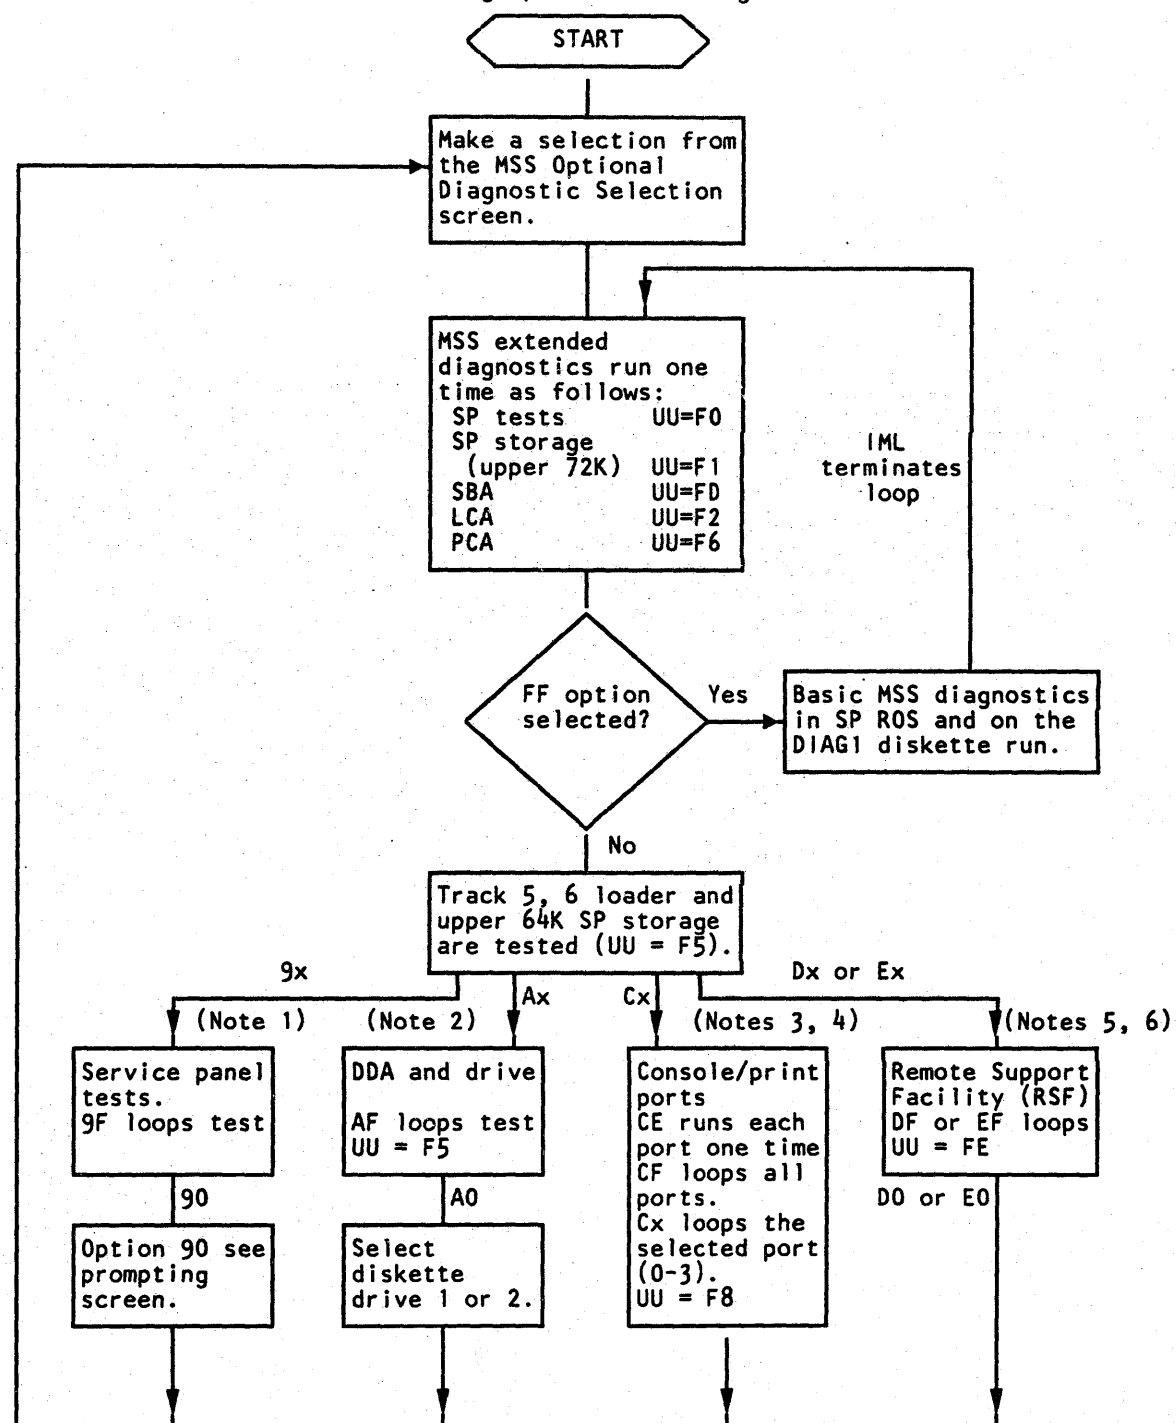 START
Make a selection from
the MSS Optional
Diagnostic Selection
screen.
MSS extended
diagnostics run one
time as follows:
SP tests UU=F0
SP storage
(upper 72K) UU=F1
SBA UU=FD
LCA UU=F2
PCA UU=F6
IML
terminates
loop
FF option
selected?
Yes
Basic MSS diagnostics
in SP ROS and on the
DIAG1 diskette run.
No
Track 5, 6 loader and
upper 64K SP storage
are tested (UU = F5).
9x
Ax
Cx
Dx or Ex
(Note 1)
(Note 2)
(Notes 3, 4)
(Notes 5, 6)
Service panel
tests.
9F loops test
90
Option 90 see
prompting
screen.
DDA and drive
AF loops test
UU = F5
A0
Select
diskette
drive 1 or 2.
Console/print
ports
CE runs each
port one time
CF loops all
ports.
Cx loops the
selected port
(0-3).
UU = F8
Remote Support
Facility (RSF)
DF or EF loops
UU = FE
D0 or E0